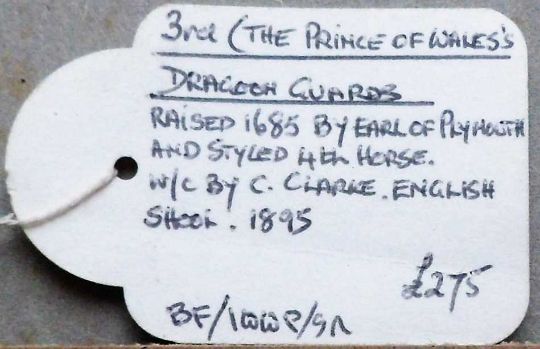 3rd (THE PRINCE OF WALES'S
DRAGOON GUARDS
RAISED 1685 BY EARL OF PLYMOUTH
AND STYLED 4th HORSE.
W/C BY C. CLARKE. ENGLISH
SHOOL. 1895
£275